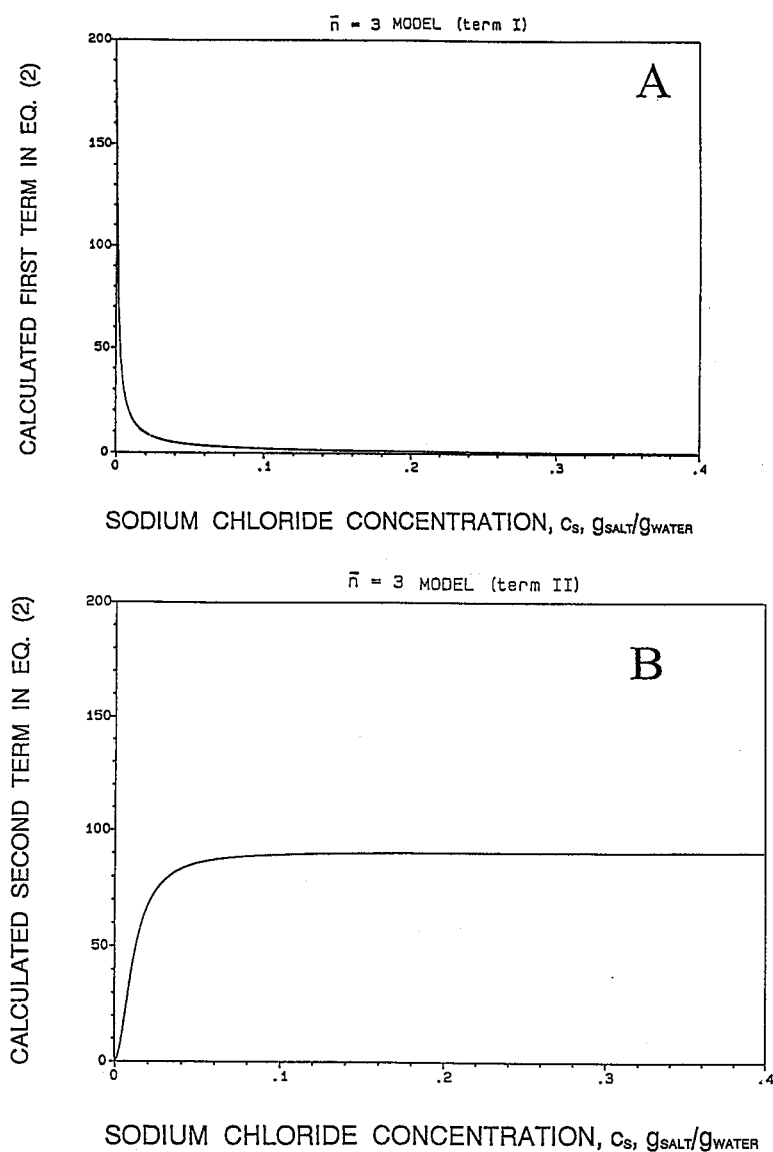 n̄ = 3 MODEL (term I)
A
CALCULATED FIRST TERM IN EQ. (2)
200
150
100
50
0
0 .1 .2 .3 .4
SODIUM CHLORIDE CONCENTRATION, cs, gSALT/gWATER
n̄ = 3 MODEL (term II)
B
CALCULATED SECOND TERM IN EQ. (2)
200
150
100
50
0
0 .1 .2 .3 .4
SODIUM CHLORIDE CONCENTRATION, cs, gSALT/gWATER